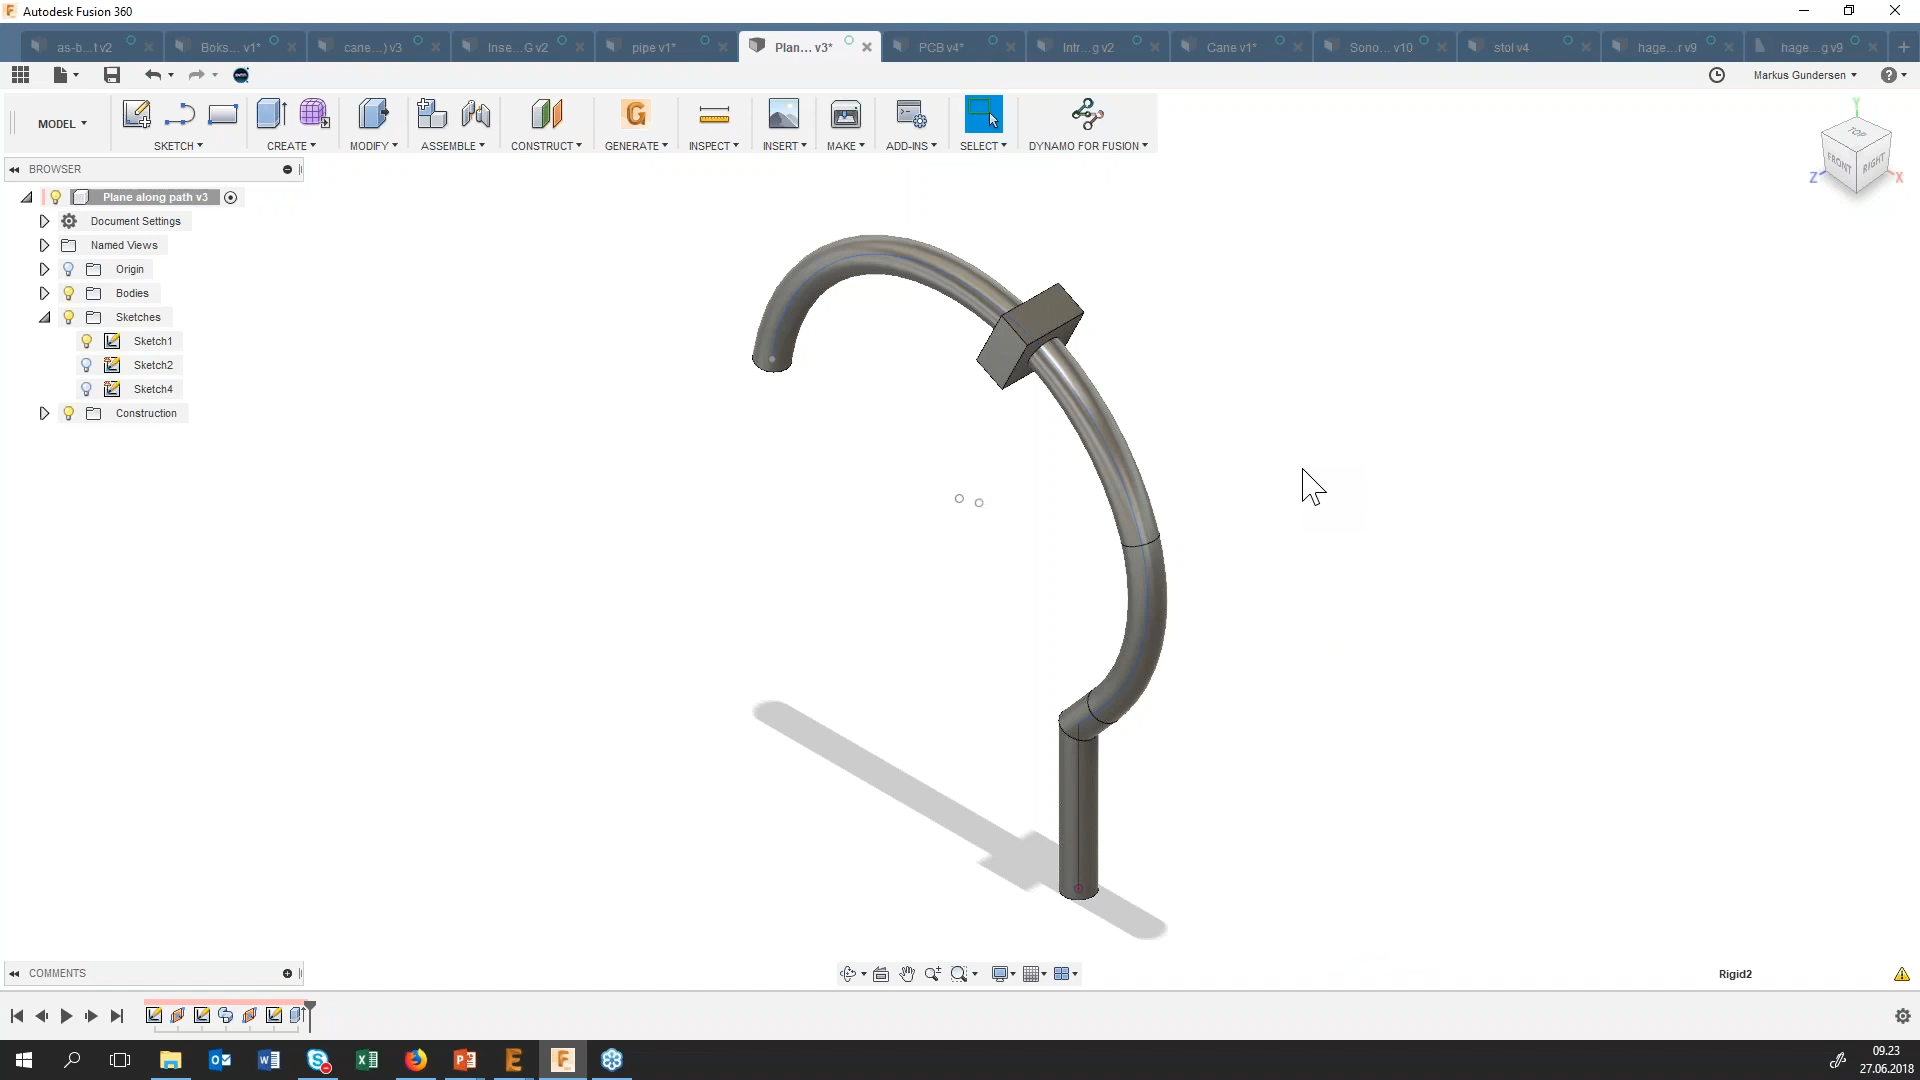 Autodesk Fusion 360
as-b...t v2
Boks... v1*
cane...) v3
Inse...G v2
pipe v1*
Plan... v3*
PCB v4*
Intr...g v2
Cane v1*
Sono... v10
stol v4
hage...r v9
hage...g v9
Markus Gundersen
MODEL
SKETCH
CREATE
MODIFY
ASSEMBLE
CONSTRUCT
GENERATE
INSPECT
INSERT
MAKE
ADD-INS
SELECT
DYNAMO FOR FUSION
BROWSER
Plane along path v3
Document Settings
Named Views
Origin
Bodies
Sketches
Sketch1
Sketch2
Sketch4
Construction
Y
TOP
FRONT
RIGHT
Z
X
COMMENTS
Rigid2
09.23
27.06.2018